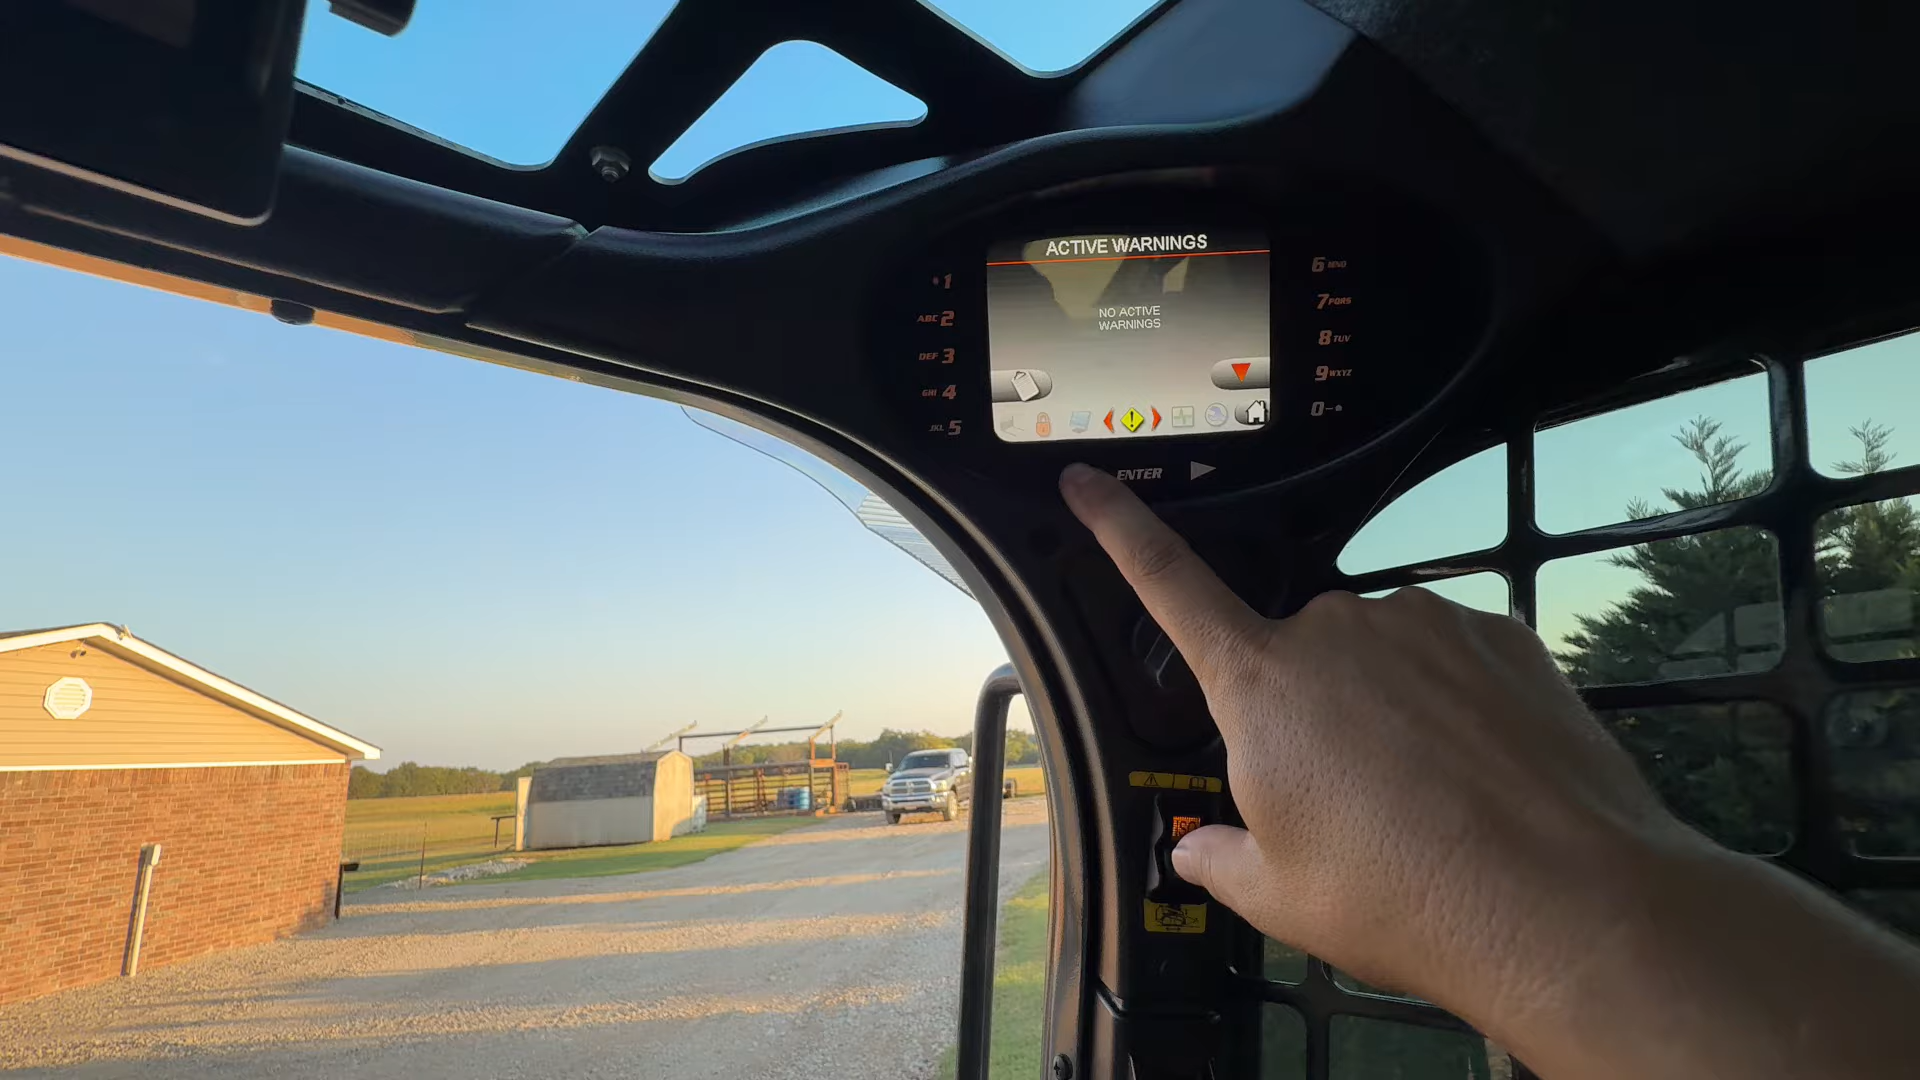 ACTIVE WARNINGS
NO ACTIVE
WARNINGS
1
ABC 2
DEF 3
GHI 4
JKL 5
6 MNO
7 PQRS
8 TUV
9 WXYZ
0
ENTER
ISO